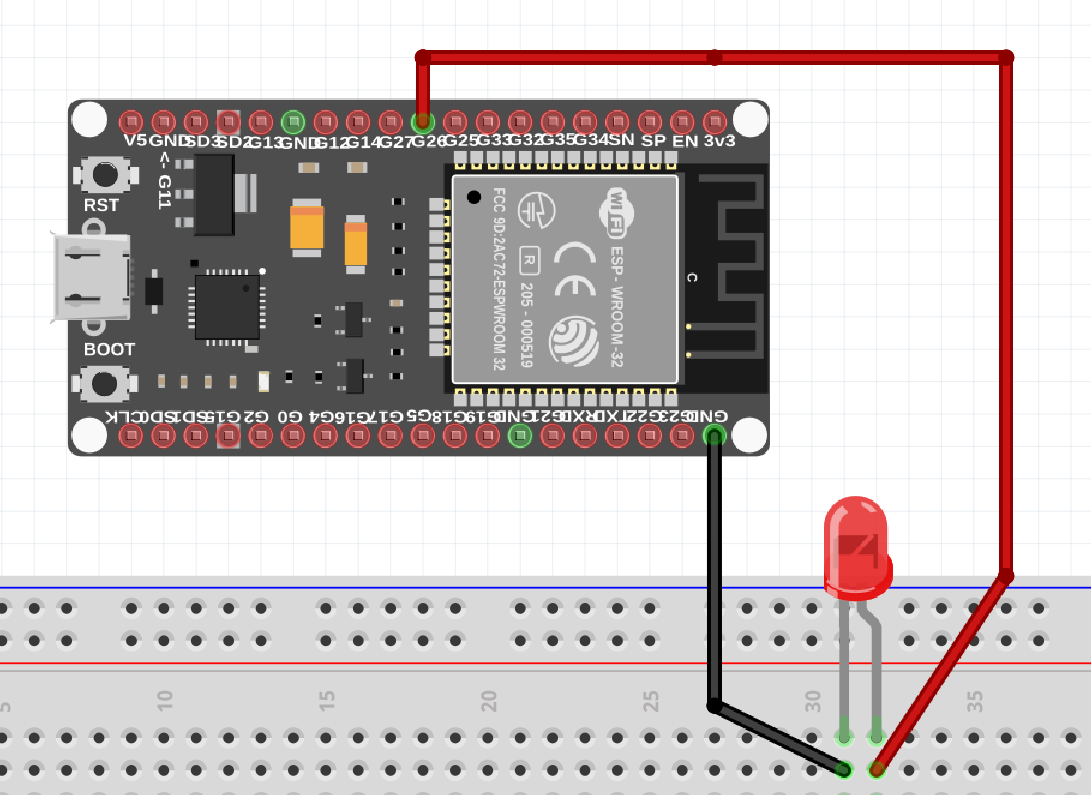 V5 GND SD3 SD2 G13 GND G12 G14 G27 G26 G25 G33 G32 G35 G34 SN SP EN 3v3
<- G11
RST
BOOT
FCC 9D:2AC72-ESPWROOM 32
R 205 - 000519
CE
Wi Fi
ESP - WROOM -32
C
CLK SD0 SD1 G15 G2 G0 G4 G16 G17 G5 G18 G19 GND G21 RXD TXD G22 G23 GND
5 10 15 20 25 30 35